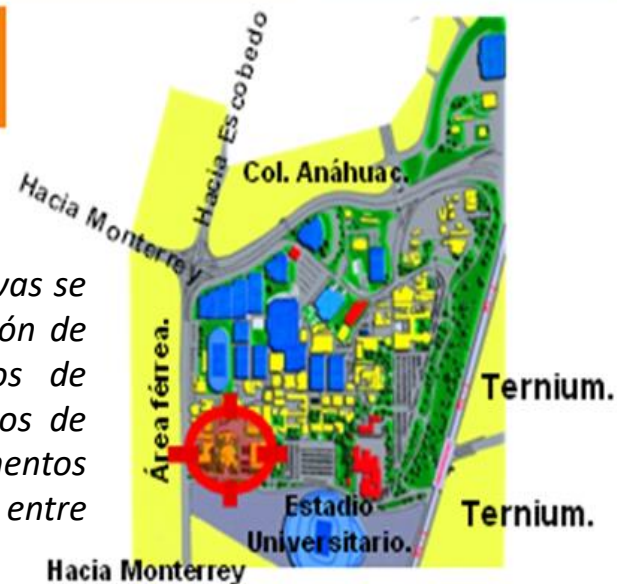 Hacia Escobedo
Col. Anáhuac.
Hacia Monterrey
vas se
ón de
os de
os de
mentos
entre
Área férrea.
Ternium.
Ternium.
Estadio
Universitario.
Hacia Monterrey